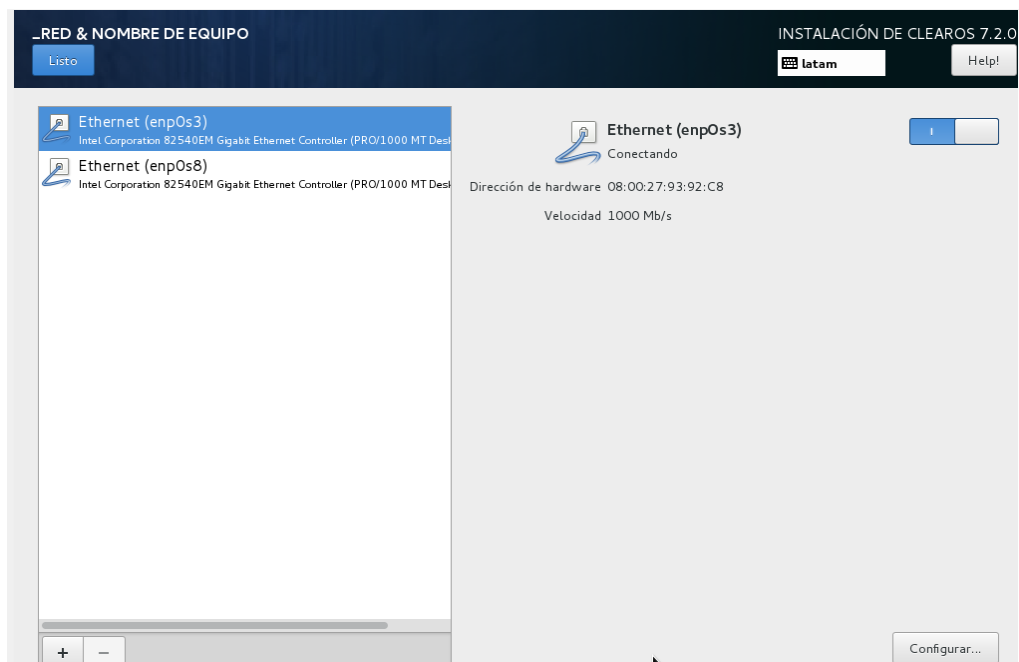 _RED & NOMBRE DE EQUIPO
INSTALACIÓN DE CLEAROS 7.2.0
Listo
latam
Help!
Ethernet (enp0s3)
Intel Corporation 82540EM Gigabit Ethernet Controller (PRO/1000 MT Desk
Ethernet (enp0s8)
Intel Corporation 82540EM Gigabit Ethernet Controller (PRO/1000 MT Desk
Ethernet (enp0s3)
Conectando
Dirección de hardware 08:00:27:93:92:C8
Velocidad 1000 Mb/s
+ −
Configurar...